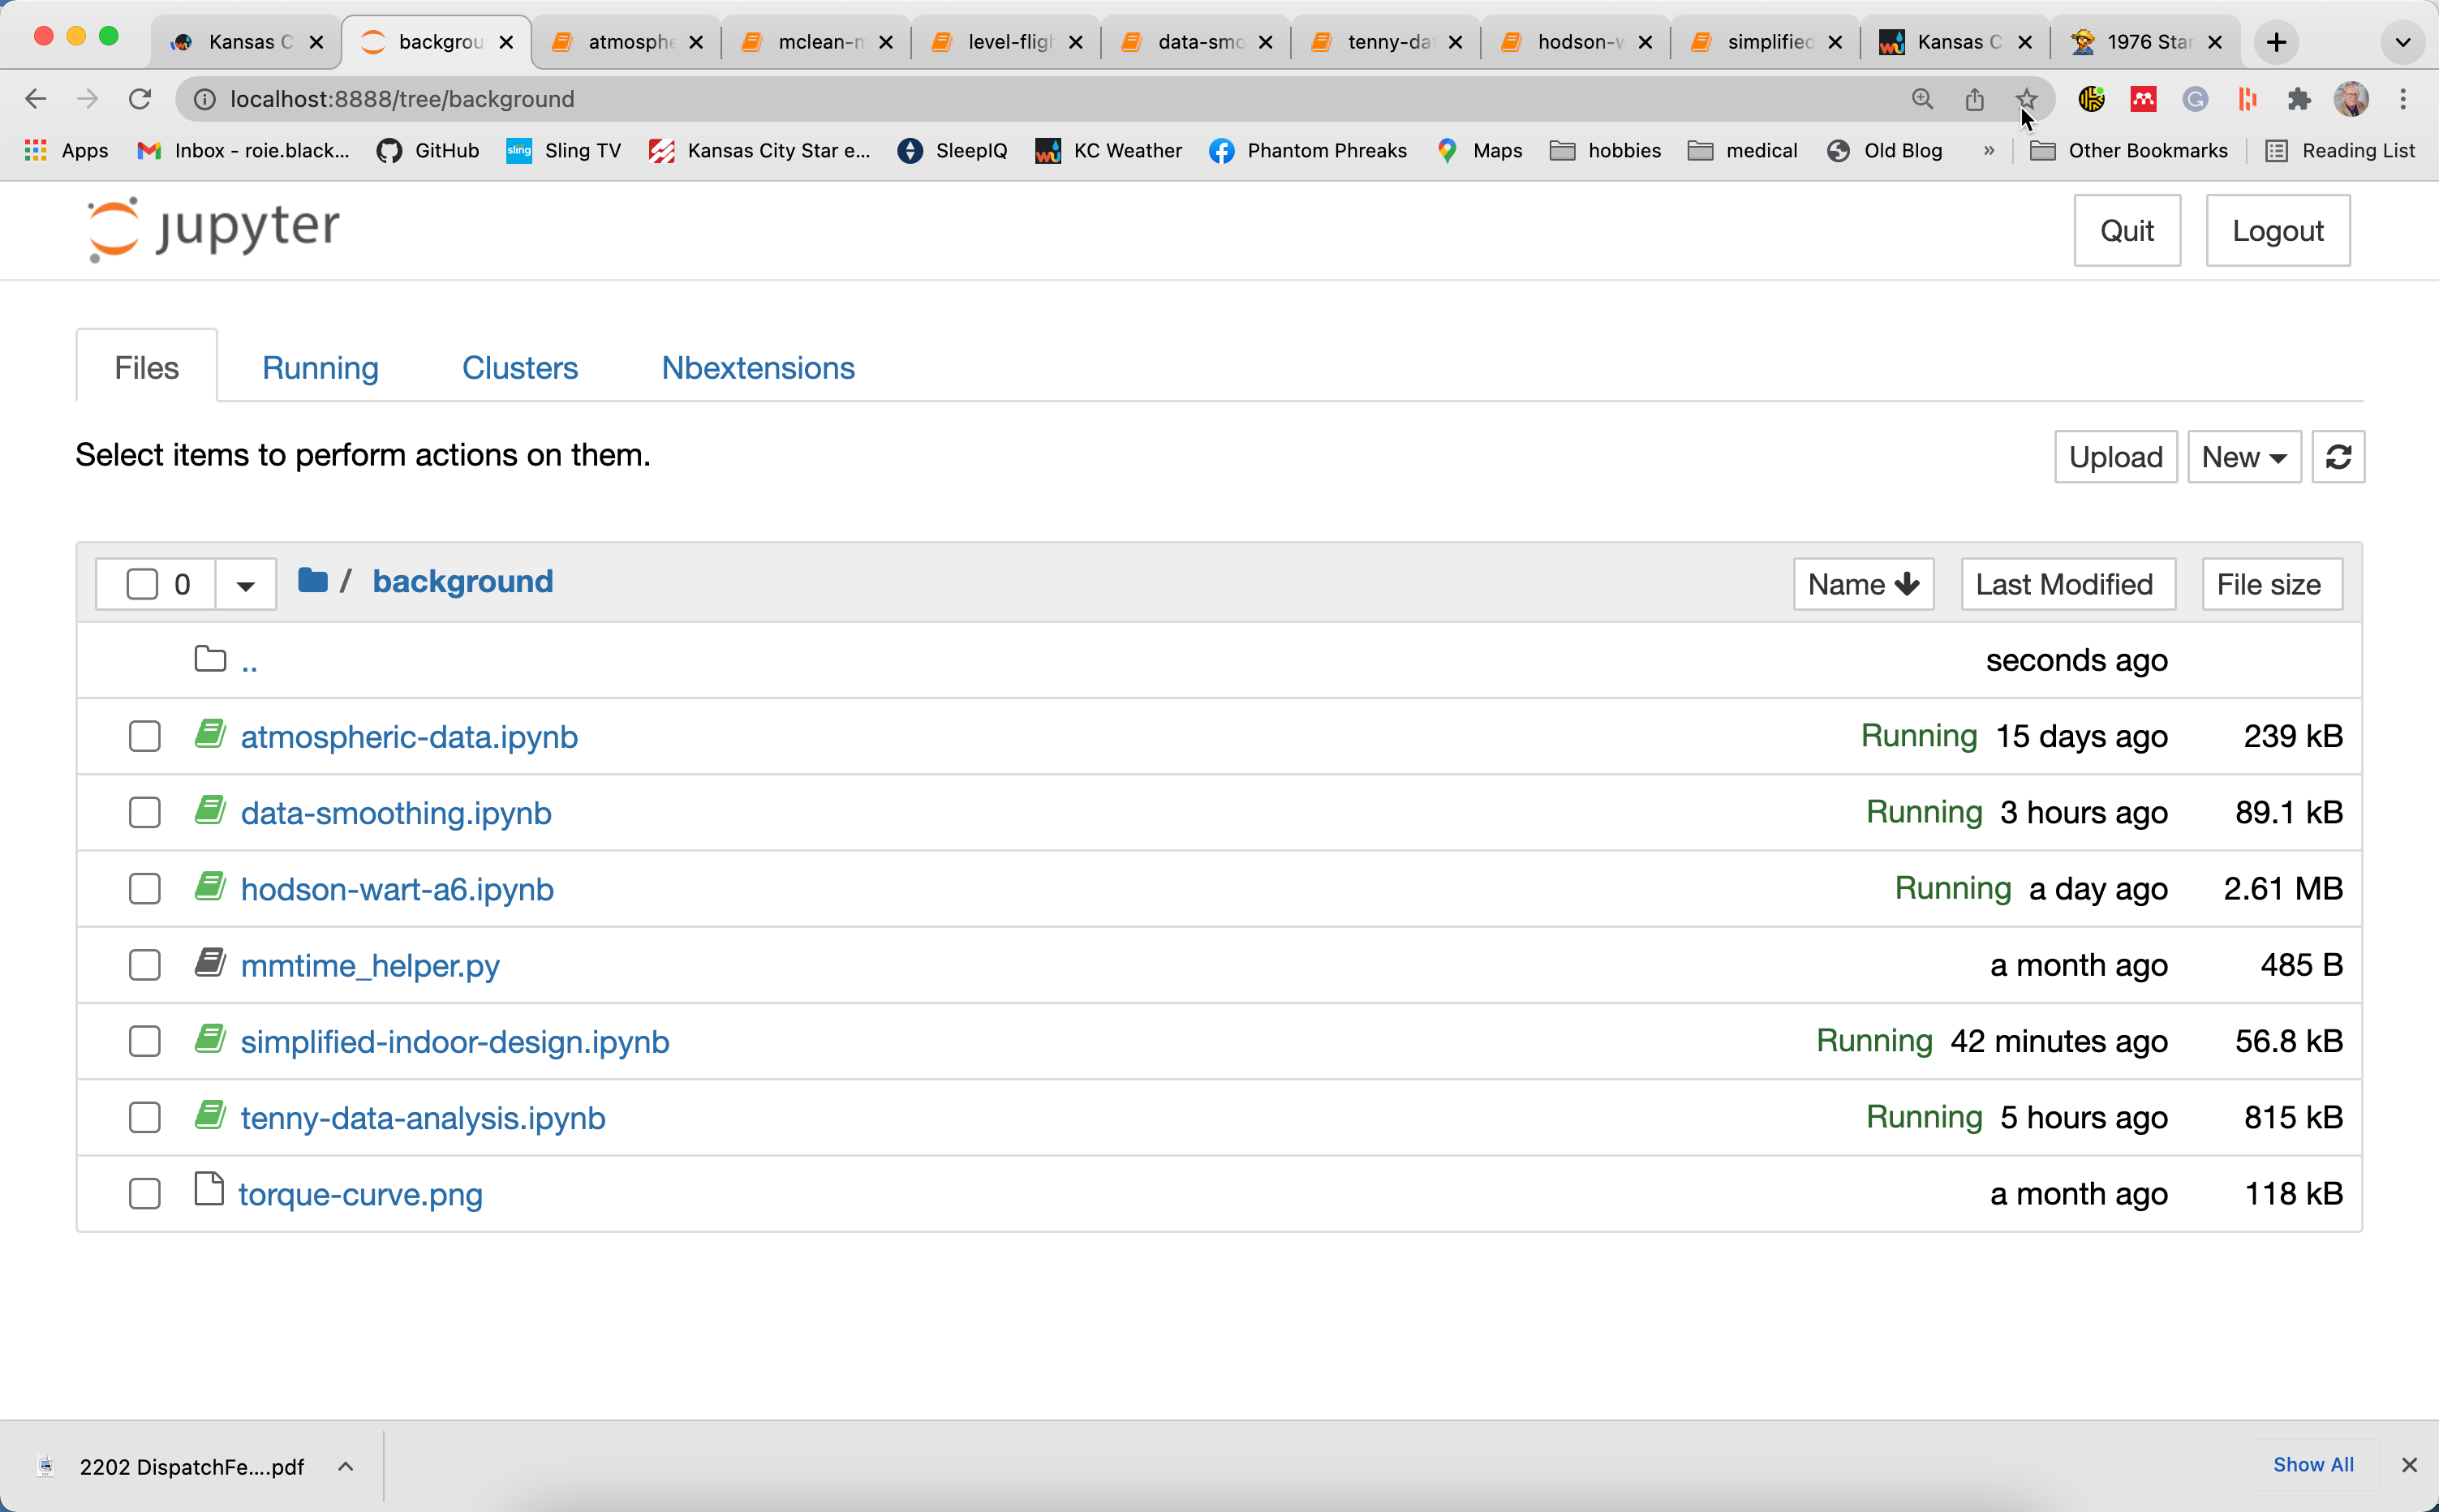 Kansas C backgrou atmosphe mclean-m level-fligh data-smo tenny-da hodson-w simplified Kansas C 1976 Star
localhost:8888/tree/background
Apps Inbox - roie.black... GitHub sling Sling TV Kansas City Star e... SleepIQ KC Weather Phantom Phreaks Maps hobbies medical Old Blog » Other Bookmarks Reading List
jupyter Quit Logout
Files Running Clusters Nbextensions
Select items to perform actions on them. Upload New
0 / background Name Last Modified File size
.. seconds ago
atmospheric-data.ipynb Running 15 days ago 239 kB
data-smoothing.ipynb Running 3 hours ago 89.1 kB
hodson-wart-a6.ipynb Running a day ago 2.61 MB
mmtime_helper.py a month ago 485 B
simplified-indoor-design.ipynb Running 42 minutes ago 56.8 kB
tenny-data-analysis.ipynb Running 5 hours ago 815 kB
torque-curve.png a month ago 118 kB
2202 DispatchFe....pdf Show All